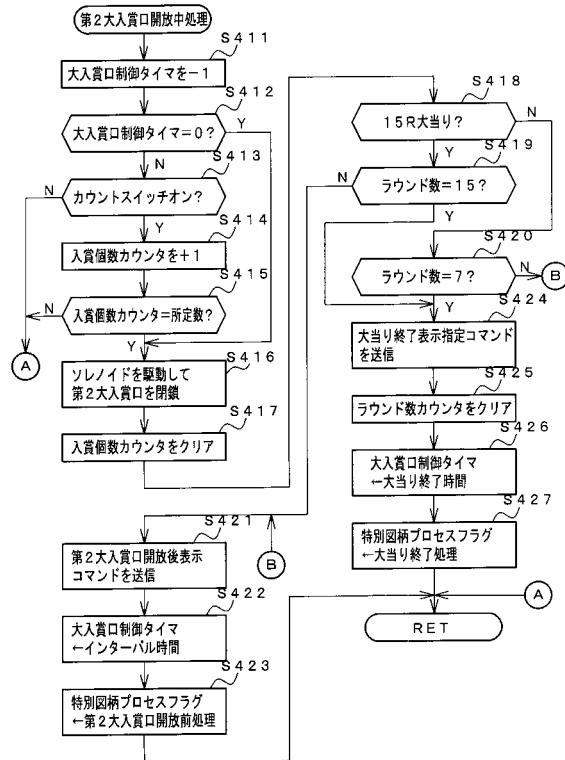 第2大入賞口開放中処理
S411
大入賞口制御タイマを－1
S412
大入賞口制御タイマ＝0？
Y
N
S413
カウントスイッチオン？
N
Y
S414
入賞個数カウンタを＋1
S415
入賞個数カウンタ＝所定数？
N
Y
A
S416
ソレノイドを駆動して
第2大入賞口を閉鎖
S417
入賞個数カウンタをクリア
S418
15R大当り？
N
Y
S419
ラウンド数＝15？
N
Y
S420
ラウンド数＝7？
N
B
Y
S421
第2大入賞口開放後表示
コマンドを送信
B
S422
大入賞口制御タイマ
←インターバル時間
S423
特別図柄プロセスフラグ
←第2大入賞口開放前処理
S424
大当り終了表示指定コマンド
を送信
S425
ラウンド数カウンタをクリア
S426
大入賞口制御タイマ
←大当り終了時間
S427
特別図柄プロセスフラグ
←大当り終了処理
A
RET